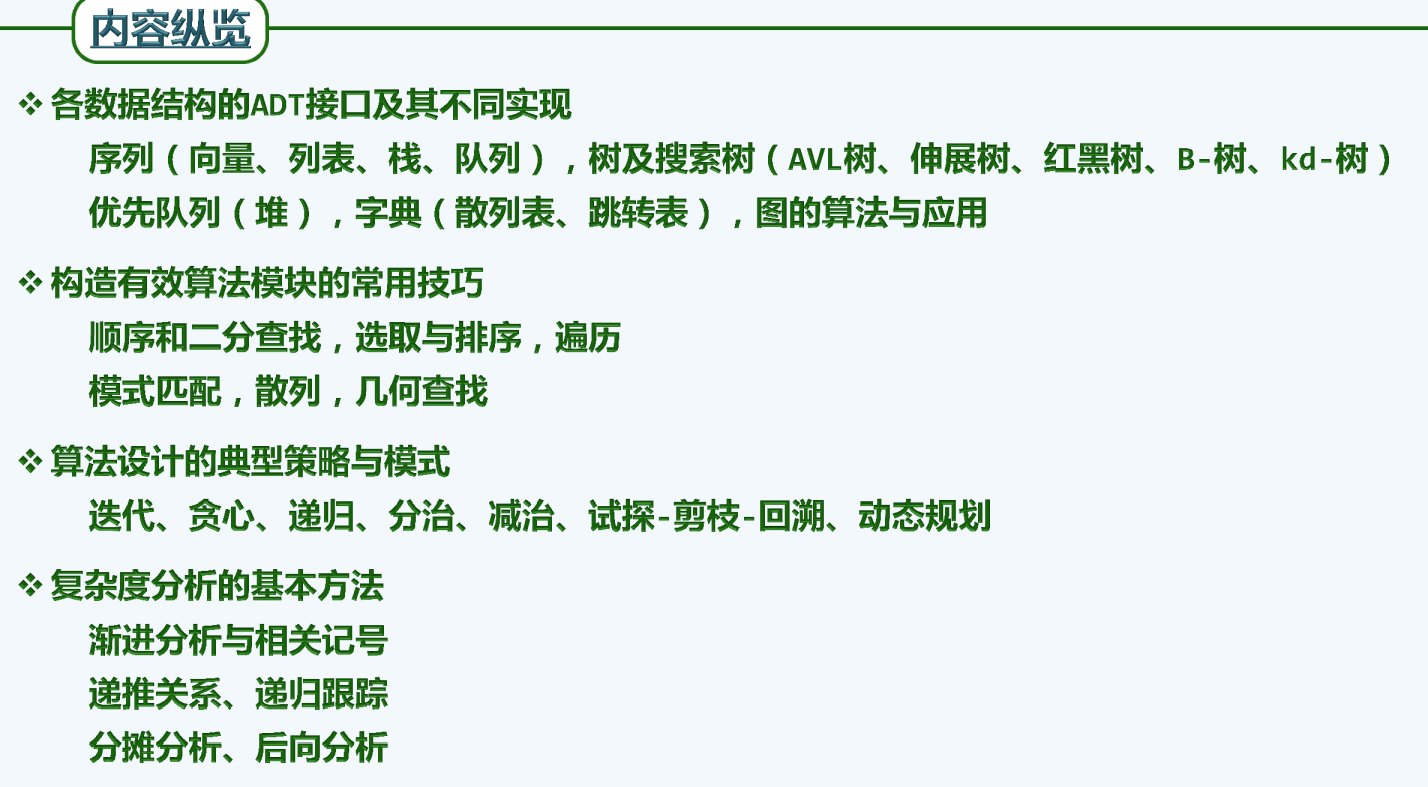 内容纵览
❖ 各数据结构的ADT接口及其不同实现
序列（向量、列表、栈、队列），树及搜索树（AVL树、伸展树、红黑树、B-树、kd-树）
优先队列（堆），字典（散列表、跳转表），图的算法与应用
❖ 构造有效算法模块的常用技巧
顺序和二分查找，选取与排序，遍历
模式匹配，散列，几何查找
❖ 算法设计的典型策略与模式
迭代、贪心、递归、分治、减治、试探-剪枝-回溯、动态规划
❖ 复杂度分析的基本方法
渐进分析与相关记号
递推关系、递归跟踪
分摊分析、后向分析